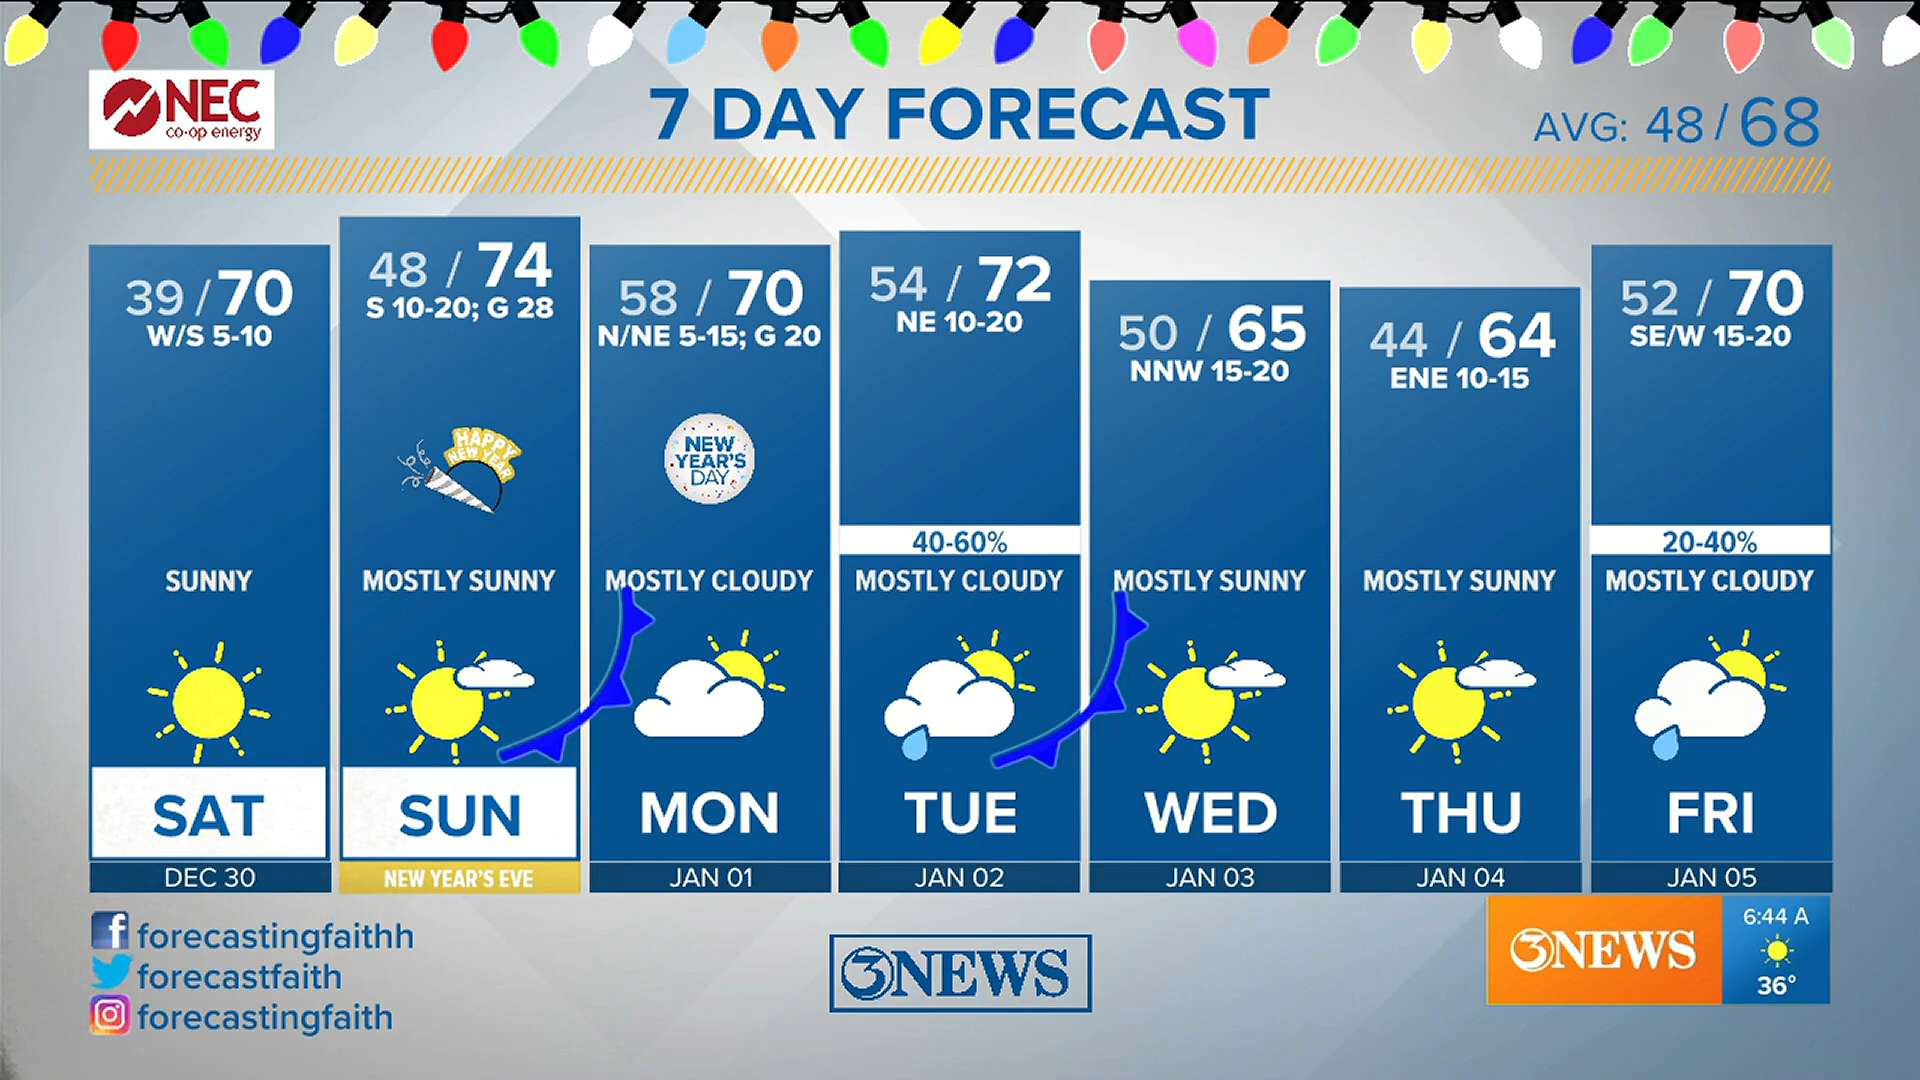 NEC
co-op energy
7 DAY FORECAST
AVG: 48 / 68
39 / 70
W/S 5-10
SUNNY
SAT
DEC 30
48 / 74
S 10-20; G 28
HAPPY
NEW YEAR
MOSTLY SUNNY
SUN
NEW YEAR'S EVE
58 / 70
N/NE 5-15; G 20
NEW
YEAR'S
DAY
MOSTLY CLOUDY
MON
JAN 01
54 / 72
NE 10-20
40-60%
MOSTLY CLOUDY
TUE
JAN 02
50 / 65
NNW 15-20
MOSTLY SUNNY
WED
JAN 03
44 / 64
ENE 10-15
MOSTLY SUNNY
THU
JAN 04
52 / 70
SE/W 15-20
20-40%
MOSTLY CLOUDY
FRI
JAN 05
forecastingfaithh
forecastfaith
forecastingfaith
3NEWS
3NEWS
6:44 A
36°